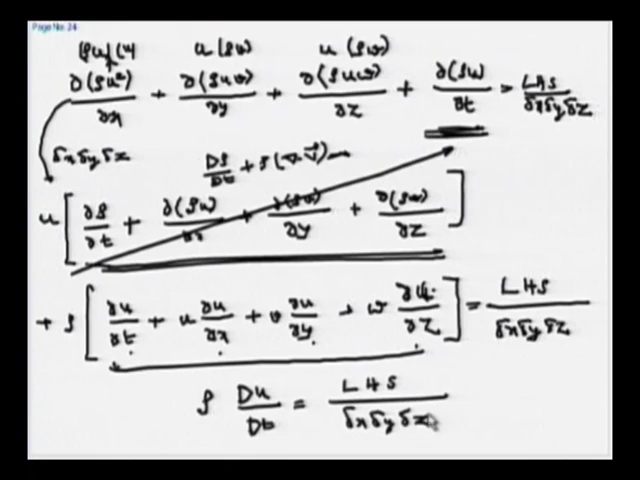 Page No. 24
(ρu)(u u(ρv) u(ρw)
∂(ρu²)/∂x + ∂(ρuv)/∂y + ∂(ρuw)/∂z + ∂(ρu)/∂t = LHS/δxδyδz
δxδyδz Dρ/Dt + ρ(∇.V⃗)
u[∂ρ/∂t + ∂(ρu)/∂x + ∂(ρv)/∂y + ∂(ρw)/∂z]
+ ρ[∂u/∂t + u ∂u/∂x + v ∂u/∂y + w ∂u/∂z] = LHS/δxδyδz
ρ Du/Dt = LHS/δxδyδz